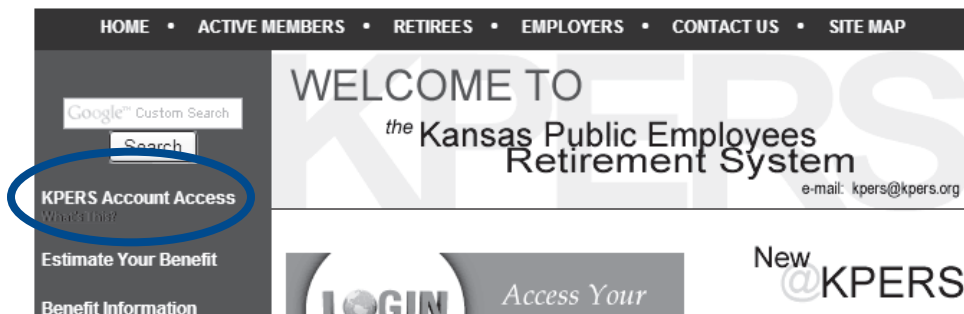 HOME • ACTIVE MEMBERS • RETIREES • EMPLOYERS • CONTACT US • SITE MAP
KPERS
Google™ Custom Search
Search
KPERS Account Access
What's This?
Estimate Your Benefit
Benefit Information
WELCOME TO
the Kansas Public Employees
Retirement System
e-mail: kpers@kpers.org
LOGIN
Access Your
New
@KPERS